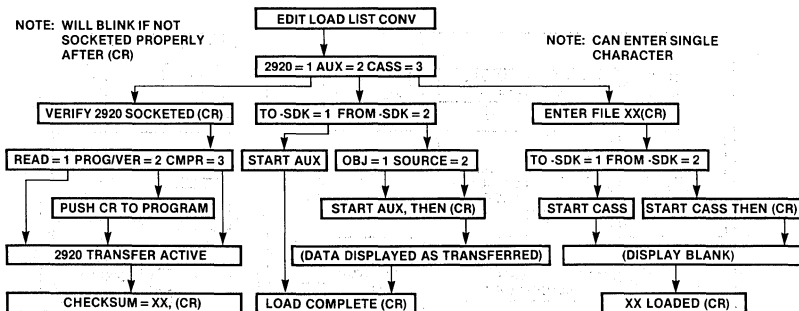 EDIT LOAD LIST CONV
NOTE: WILL BLINK IF NOT
SOCKETED PROPERLY
AFTER (CR)
NOTE: CAN ENTER SINGLE
CHARACTER
2920 = 1 AUX = 2 CASS = 3
VERIFY 2920 SOCKETED (CR)
TO -SDK = 1 FROM -SDK = 2
ENTER FILE XX(CR)
READ = 1 PROG/VER = 2 CMPR = 3
START AUX
OBJ = 1 SOURCE = 2
TO -SDK = 1 FROM -SDK = 2
PUSH CR TO PROGRAM
START AUX, THEN (CR)
START CASS
START CASS THEN (CR)
2920 TRANSFER ACTIVE
(DATA DISPLAYED AS TRANSFERRED)
(DISPLAY BLANK)
CHECKSUM = XX, (CR)
LOAD COMPLETE (CR)
XX LOADED (CR)